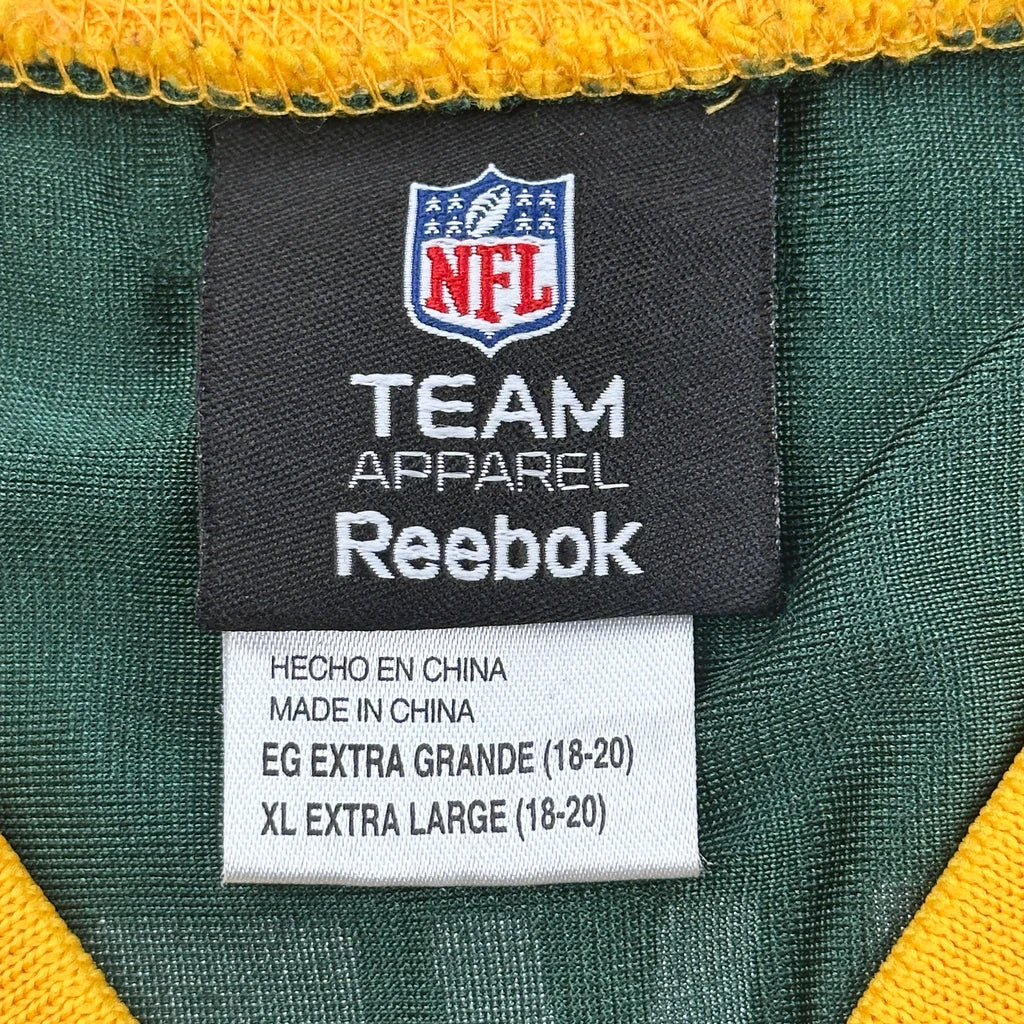 NFL
TEAM
APPAREL
Reebok
HECHO EN CHINA
MADE IN CHINA
EG EXTRA GRANDE (18-20)
XL EXTRA LARGE (18-20)